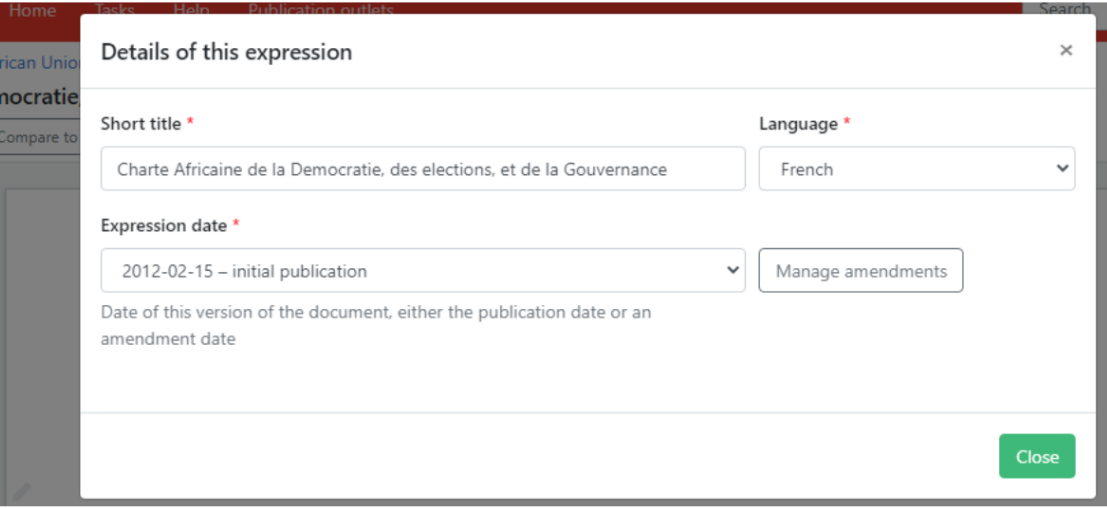 Home Tasks Help Publication outlets Search
rican Unio
mocratie,
Compare to
Details of this expression ×
Short title * Language *
Charte Africaine de la Democratie, des elections, et de la Gouvernance French
Expression date *
2012-02-15 – initial publication Manage amendments
Date of this version of the document, either the publication date or an
amendment date
Close